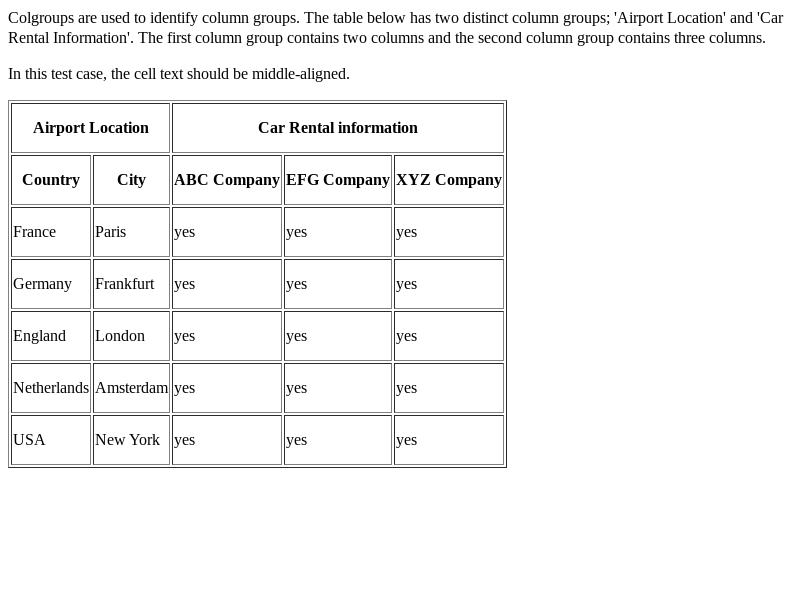 Colgroups are used to identify column groups. The table below has two distinct column groups; 'Airport Location' and 'Car
Rental Information'. The first column group contains two columns and the second column group contains three columns.
In this test case, the cell text should be middle-aligned.
Airport Location Car Rental information
Country City ABC Company EFG Company XYZ Company
France Paris yes yes yes
Germany Frankfurt yes yes yes
England London yes yes yes
Netherlands Amsterdam yes yes yes
USA New York yes yes yes